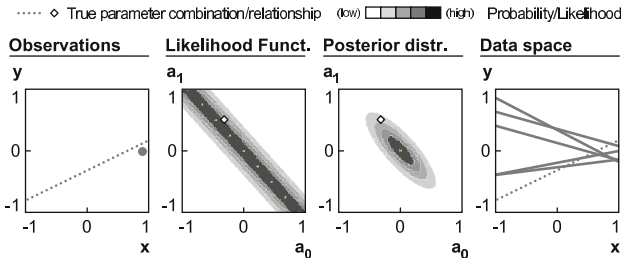 True parameter combination/relationship (low) (high) Probability/Likelihood
Observations Likelihood Funct. Posterior distr. Data space
y a1 a1 y
1 1 1 1
0 0 0 0
-1 -1 -1 -1
-1 0 1 -1 0 1 -1 0 1 -1 0 1
x a0 a0 x